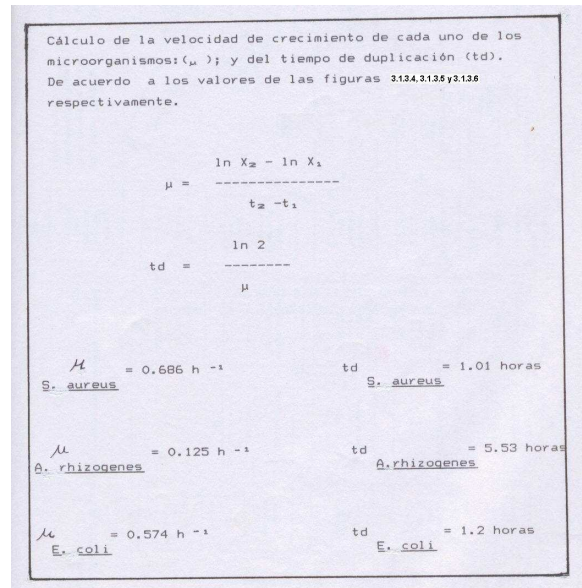 Cálculo de la velocidad de crecimiento de cada uno de los
microorganismos:(μ ); y del tiempo de duplicación (td).
De acuerdo a los valores de las figuras 3.1.3.4, 3.1.3.5 y 3.1.3.6
respectivamente.
ln X₂ - ln X₁
μ = ---------------
t₂ -t₁
ln 2
td = --------
μ
μ = 0.686 h ⁻¹ td = 1.01 horas
S. aureus S. aureus
μ = 0.125 h ⁻¹ td = 5.53 horas
A. rhizogenes A.rhizogenes
μ = 0.574 h ⁻¹ td = 1.2 horas
E. coli E. coli